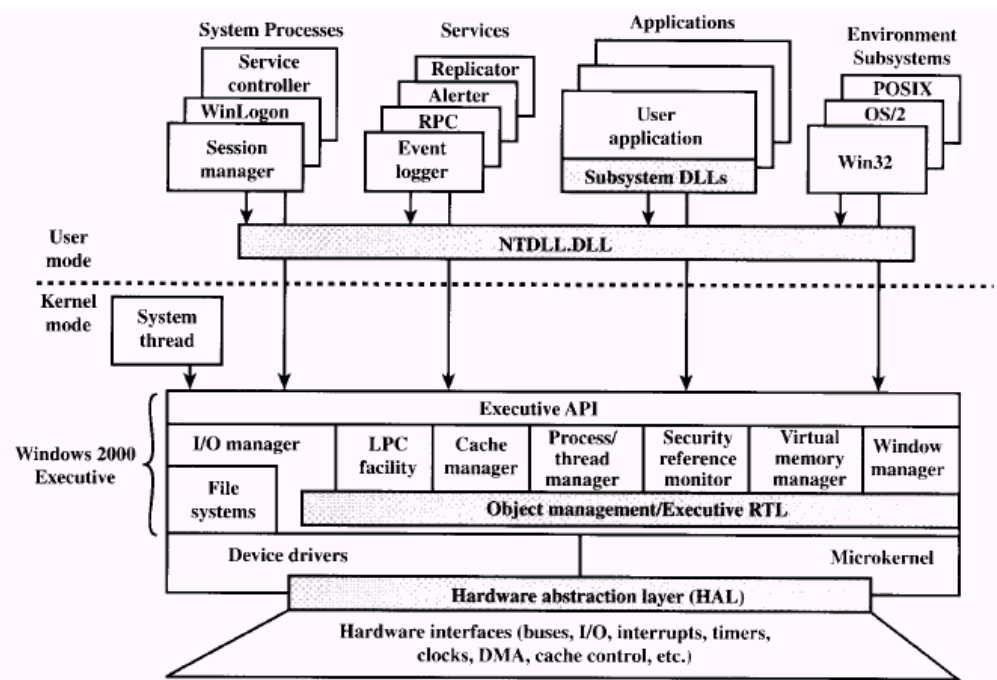 System Processes
Services
Applications
Environment
Subsystems
Service
controller
WinLogon
Session
manager
Replicator
Alerter
RPC
Event
logger
User
application
Subsystem DLLs
POSIX
OS/2
Win32
User
mode
NTDLL.DLL
Kernel
mode
System
thread
Windows 2000
Executive
Executive API
I/O manager
File
systems
LPC
facility
Cache
manager
Process/
thread
manager
Security
reference
monitor
Virtual
memory
manager
Window
manager
Object management/Executive RTL
Device drivers
Microkernel
Hardware abstraction layer (HAL)
Hardware interfaces (buses, I/O, interrupts, timers,
clocks, DMA, cache control, etc.)